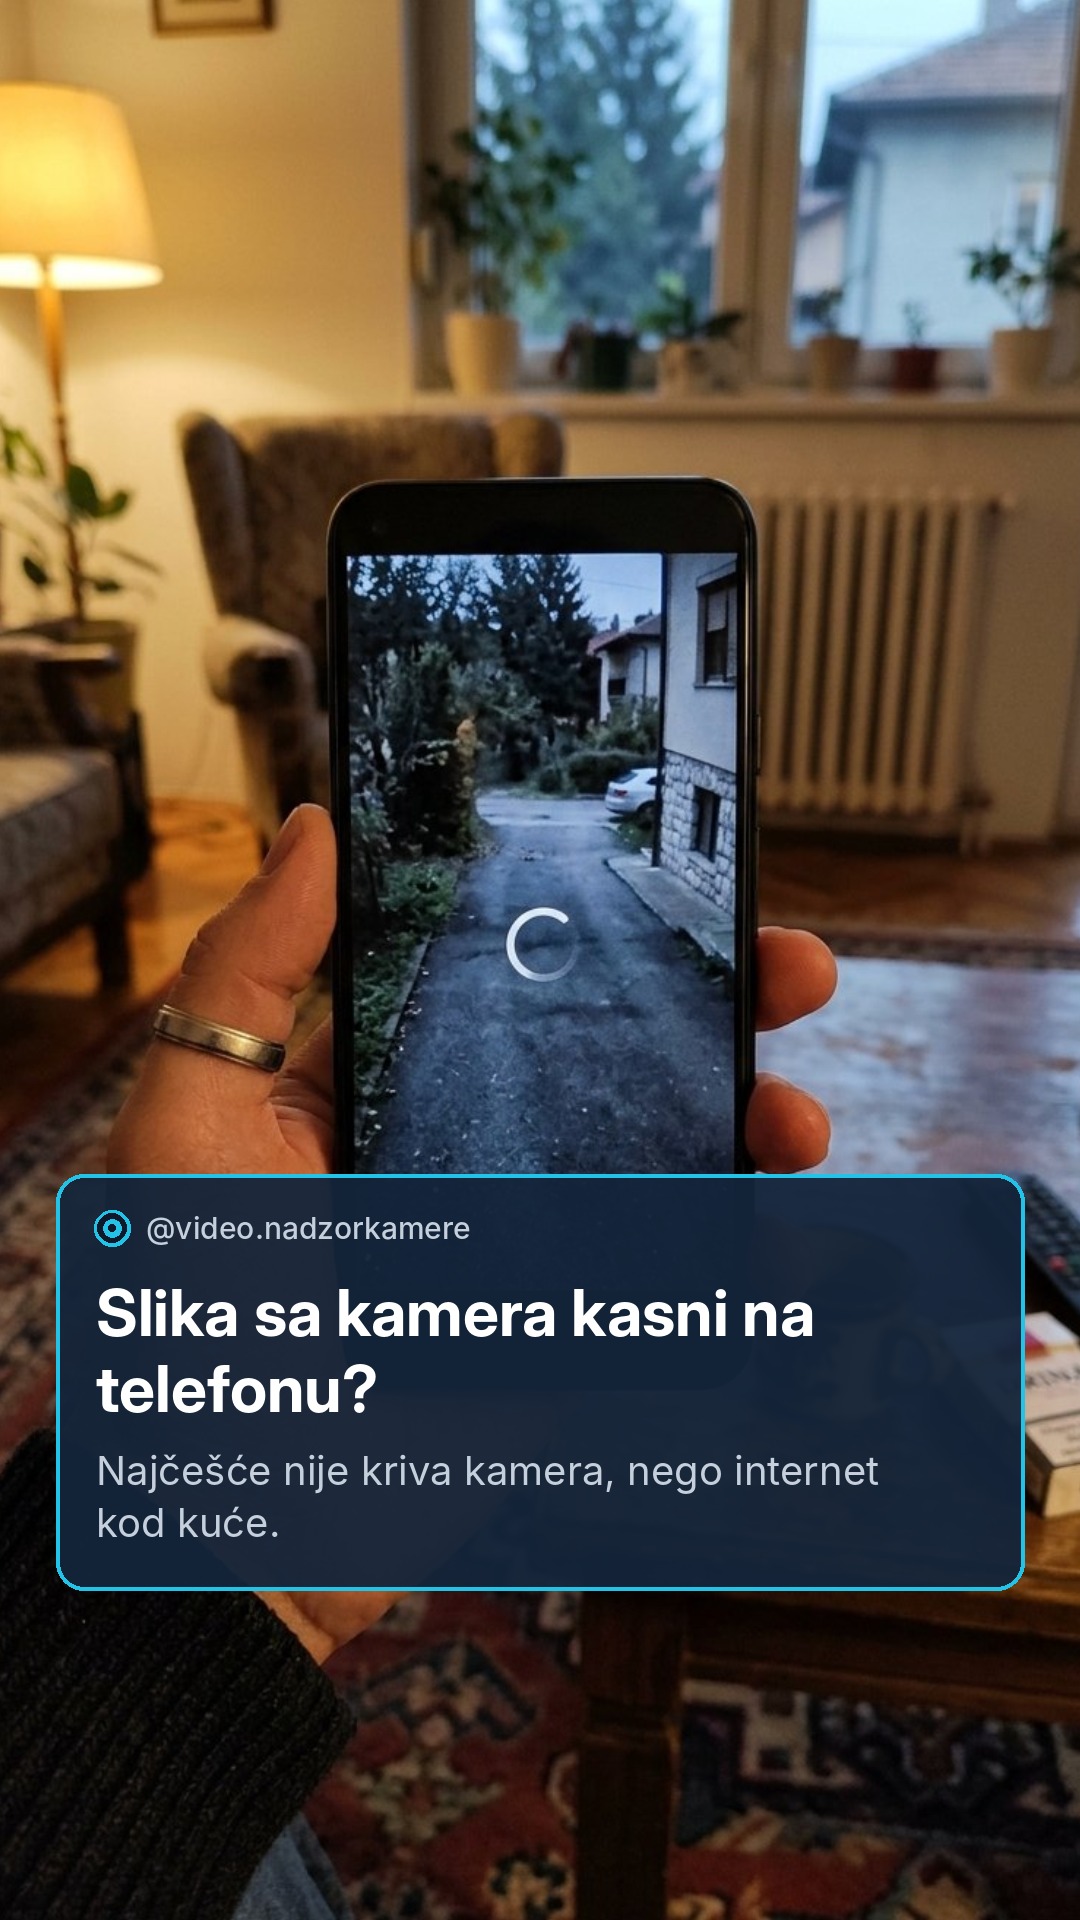 @video.nadzorkamere
Slika sa kamera kasni na
telefonu?
Najčešće nije kriva kamera, nego internet
kod kuće.